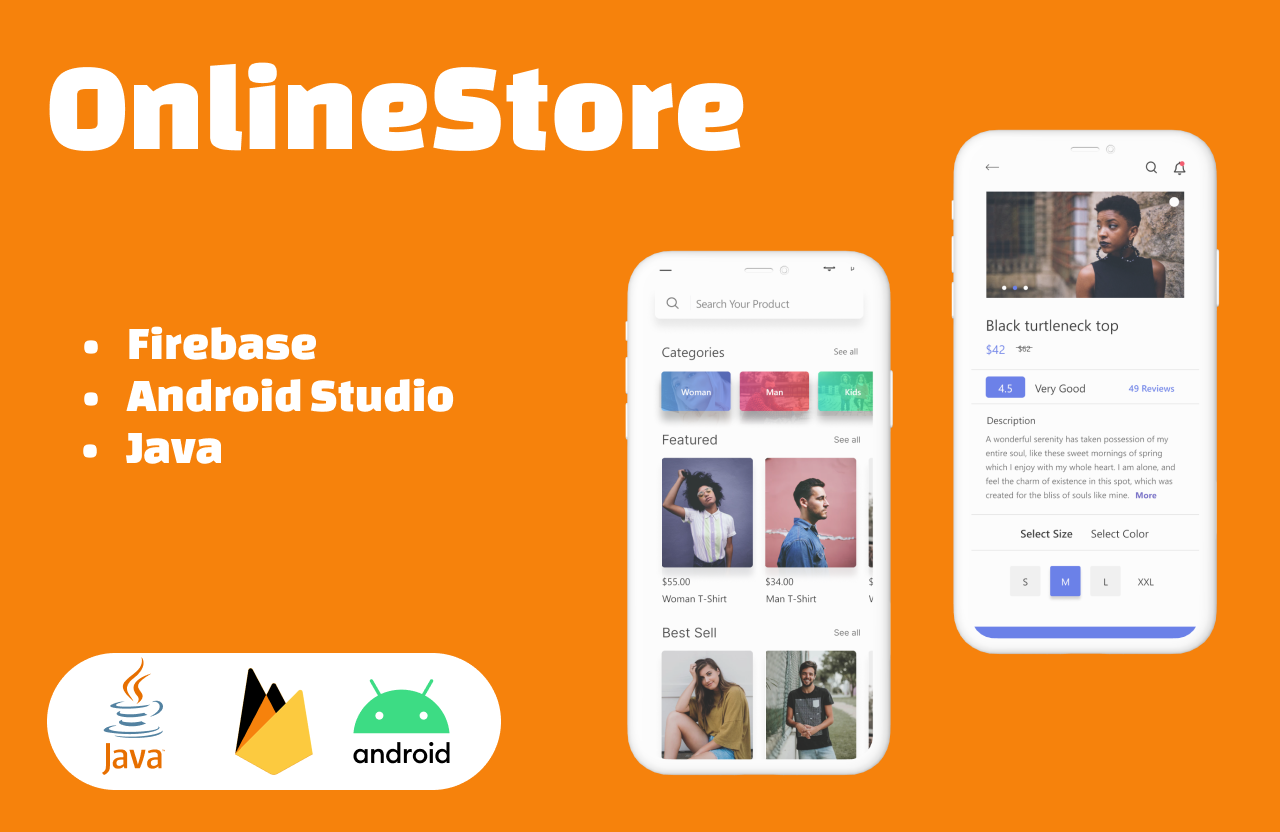 OnlineStore
• Firebase
• Android Studio
• Java
Java
android
Search Your Product
Categories See all
Woman Man Kids
Featured See all
$55.00 $34.00
Woman T-Shirt Man T-Shirt
Best Sell See all
Black turtleneck top
$42 $62
4.5 Very Good 49 Reviews
Description
A wonderful serenity has taken possession of my
entire soul, like these sweet mornings of spring
which I enjoy with my whole heart. I am alone, and
feel the charm of existence in this spot, which was
created for the bliss of souls like mine. More
Select Size Select Color
S M L XXL